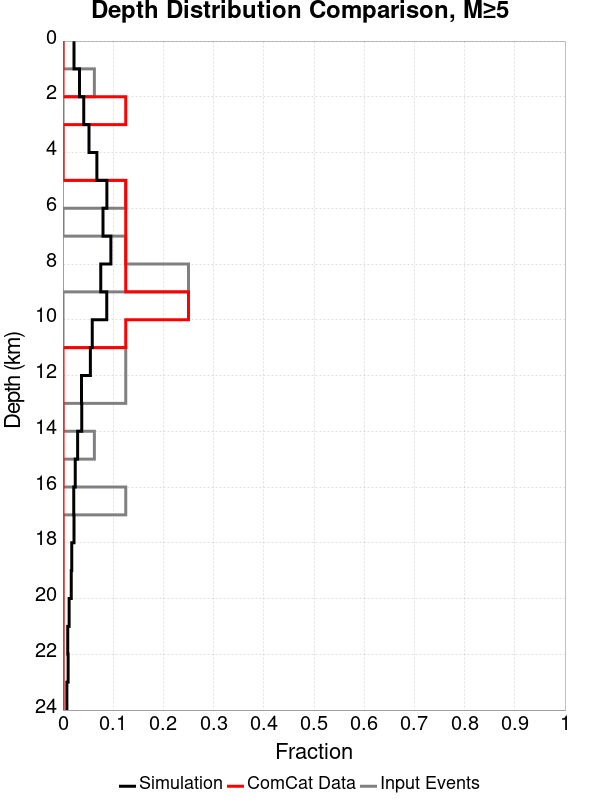 Depth Distribution Comparison, M≥5
0
2
4
6
8
10
12
14
16
18
20
22
24
Depth (km)
0 0.1 0.2 0.3 0.4 0.5 0.6 0.7 0.8 0.9 1
Fraction
Simulation ComCat Data Input Events